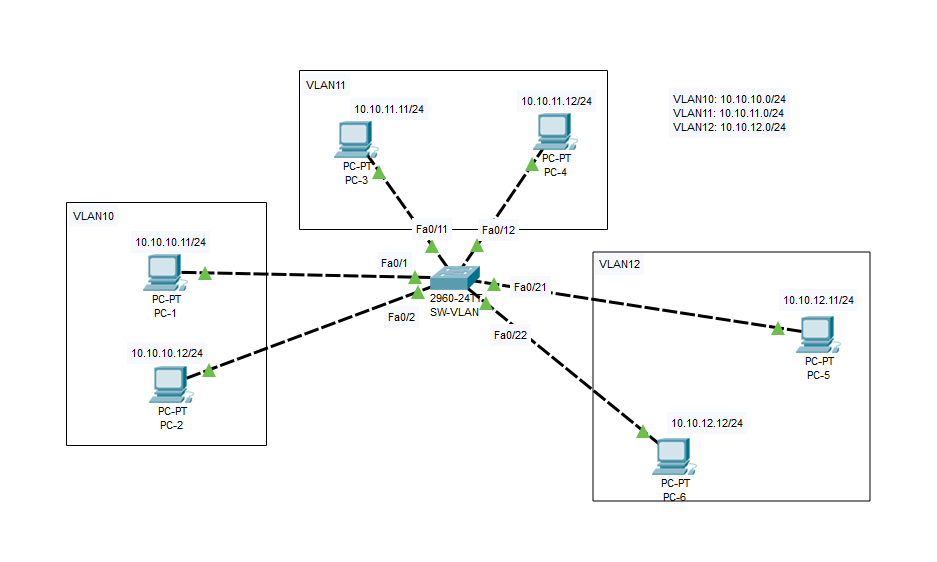 VLAN11
10.10.11.11/24
PC-PT
PC-3
10.10.11.12/24
PC-PT
PC-4
VLAN10: 10.10.10.0/24
VLAN11: 10.10.11.0/24
VLAN12: 10.10.12.0/24
VLAN10
10.10.10.11/24
PC-PT
PC-1
10.10.10.12/24
PC-PT
PC-2
Fa0/11
Fa0/12
Fa0/1
Fa0/2
2960-24TT
SW-VLAN
Fa0/21
Fa0/22
VLAN12
10.10.12.11/24
PC-PT
PC-5
10.10.12.12/24
PC-PT
PC-6